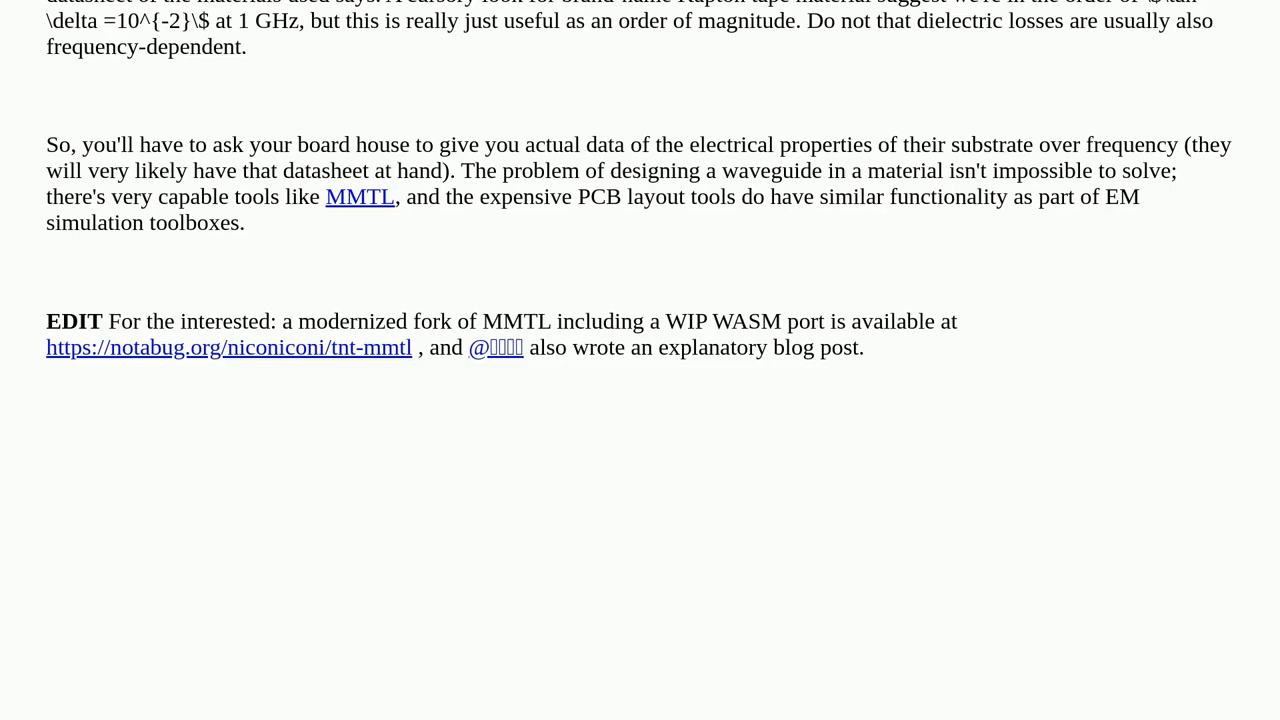 \delta =10^{-2}\$ at 1 GHz, but this is really just useful as an order of magnitude. Do not that dielectric losses are usually also
frequency-dependent.
So, you'll have to ask your board house to give you actual data of the electrical properties of their substrate over frequency (they
will very likely have that datasheet at hand). The problem of designing a waveguide in a material isn't impossible to solve;
there's very capable tools like MMTL, and the expensive PCB layout tools do have similar functionality as part of EM
simulation toolboxes.
EDIT For the interested: a modernized fork of MMTL including a WIP WASM port is available at
https://notabug.org/niconiconi/tnt-mmtl , and @ also wrote an explanatory blog post.